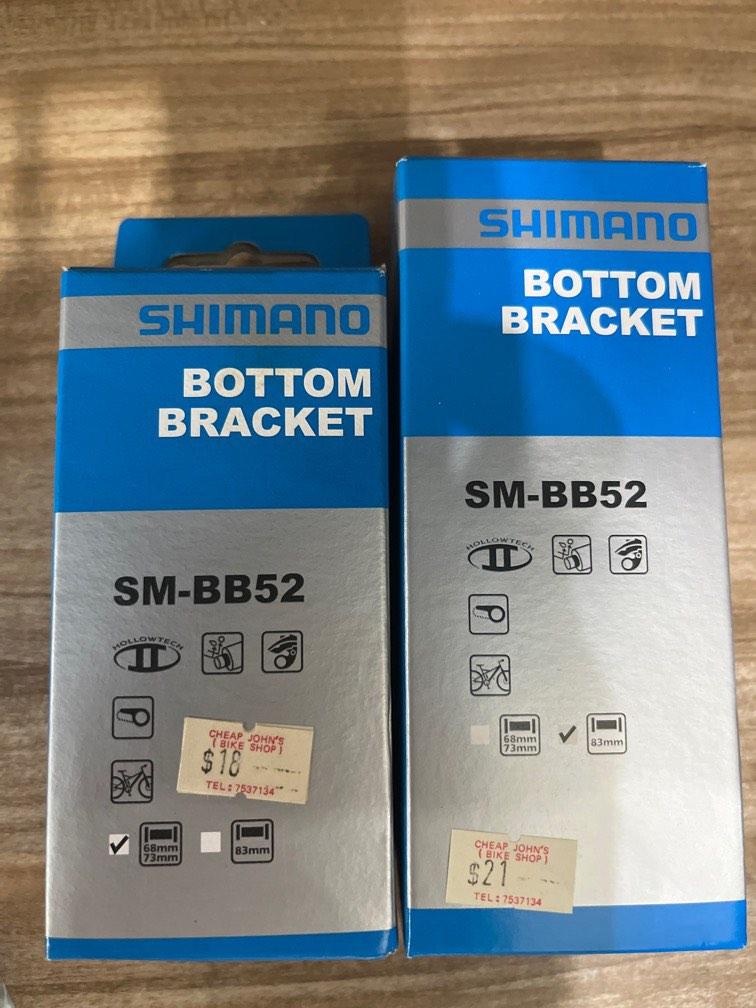 SHIMANO
BOTTOM
BRACKET
SM-BB52
HOLLOWTECH
II
CHEAP JOHN'S
( BIKE SHOP )
$18
TEL: 7537134
68mm
73mm
83mm
SHIMANO
BOTTOM
BRACKET
SM-BB52
HOLLOWTECH
II
68mm
73mm
83mm
CHEAP JOHN'S
( BIKE SHOP )
$21
TEL: 7537134